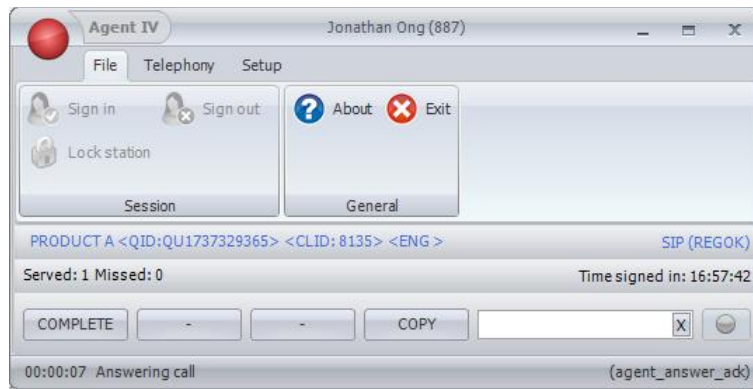 Agent IV Jonathan Ong (887)
File Telephony Setup
Sign in Sign out About Exit
Lock station
Session General
PRODUCT A <QID:QU1737329365> <CLID: 8135> <ENG > SIP (REGOK)
Served: 1 Missed: 0 Time signed in: 16:57:42
COMPLETE - - COPY X
00:00:07 Answering call (agent_answer_ack)